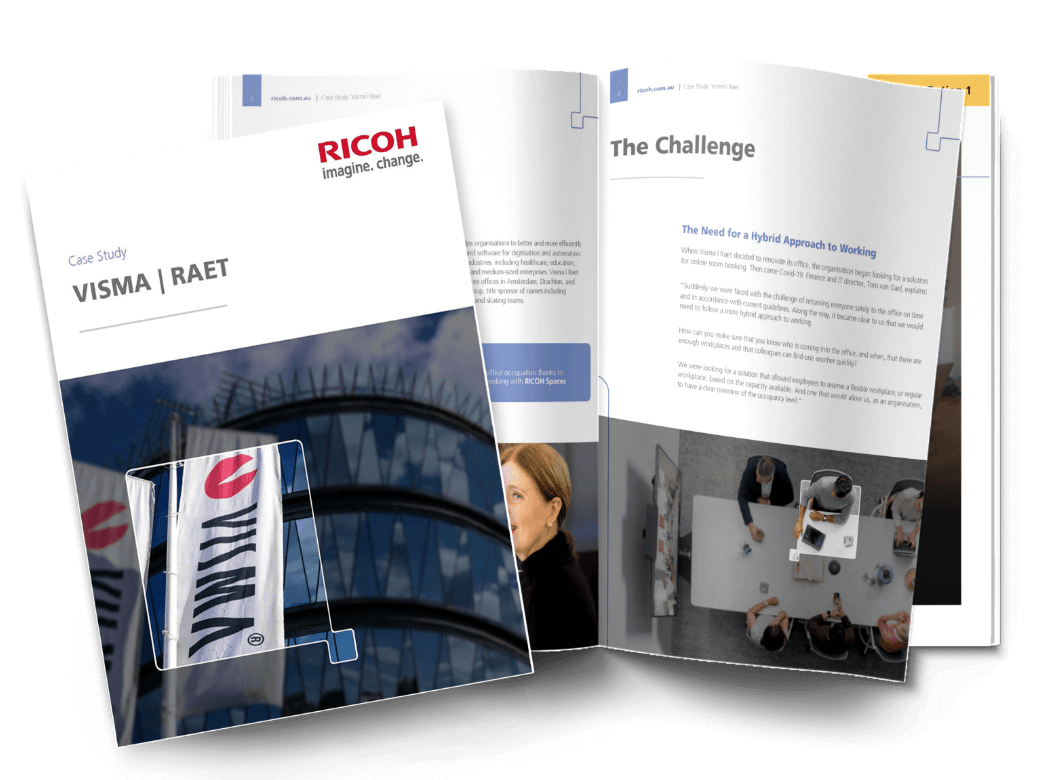 RICOH
imagine. change.
Case Study
VISMA | RAET
VISMA
®
2
ricoh.com.au | Case Study: Visma I Raet
organisations to better and more efficiently
software for digitisation and automation.
industries, including healthcare, education,
and medium-sized enterprises. Visma I Raet
offices in Amsterdam, Drachten, and
title sponsor of names including
and skating teams.
office occupation thanks to
with RICOH Spaces
3
ricoh.com.au | Case Study: Visma I Raet
The Challenge
The Need for a Hybrid Approach to Working
When Visma I Raet decided to renovate its office, the organisation began looking for a solution
for online room booking. Then came Covid-19. Finance and IT director, Tom van Dael, explains:
"Suddenly we were faced with the challenge of returning everyone safely to the office on time
and in accordance with current guidelines. Along the way, it became clear to us that we would
need to follow a more hybrid approach to working.
How can you make sure that you know who is coming into the office, and when, that there are
enough workplaces and that colleagues can find one another quickly?
We were looking for a solution that allowed employees to reserve a flexible workplace, or regular
workplace, based on the capacity available. And one that would allow us, as an organisation,
to have a clear overview of the occupancy level."
1